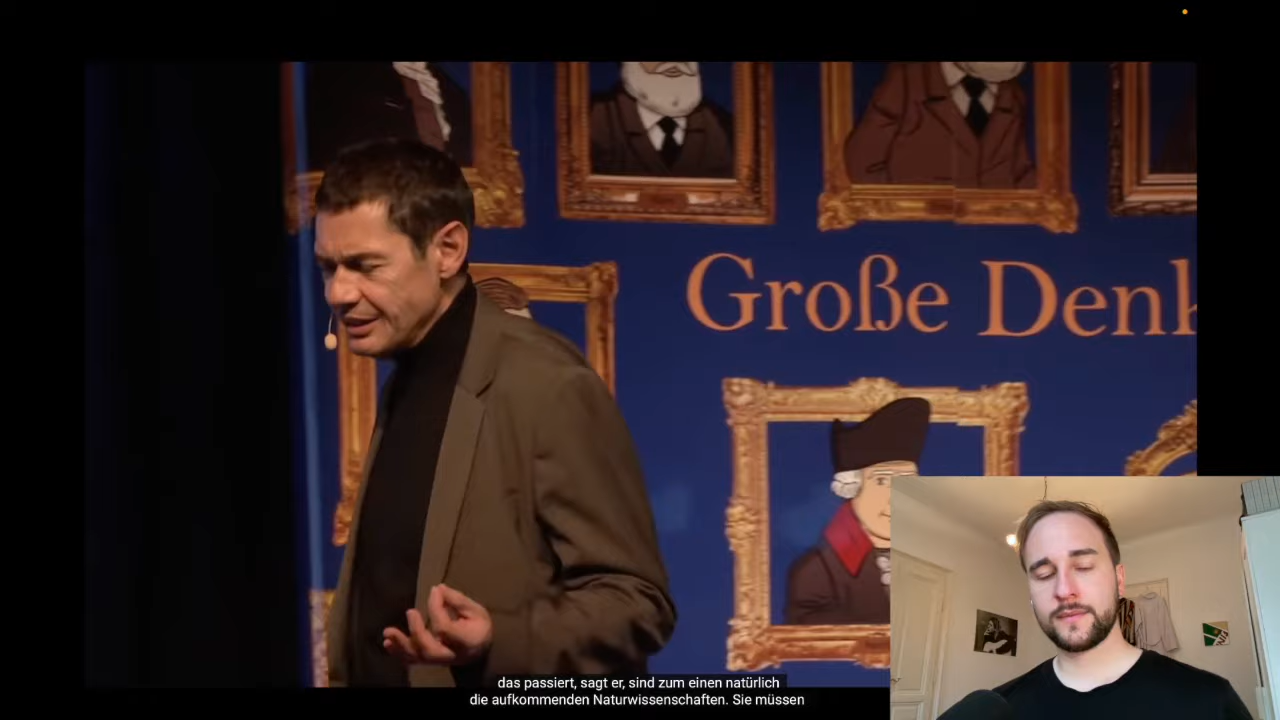 Große Denk
das passiert, sagt er, sind zum einen natürlich
die aufkommenden Naturwissenschaften. Sie müssen